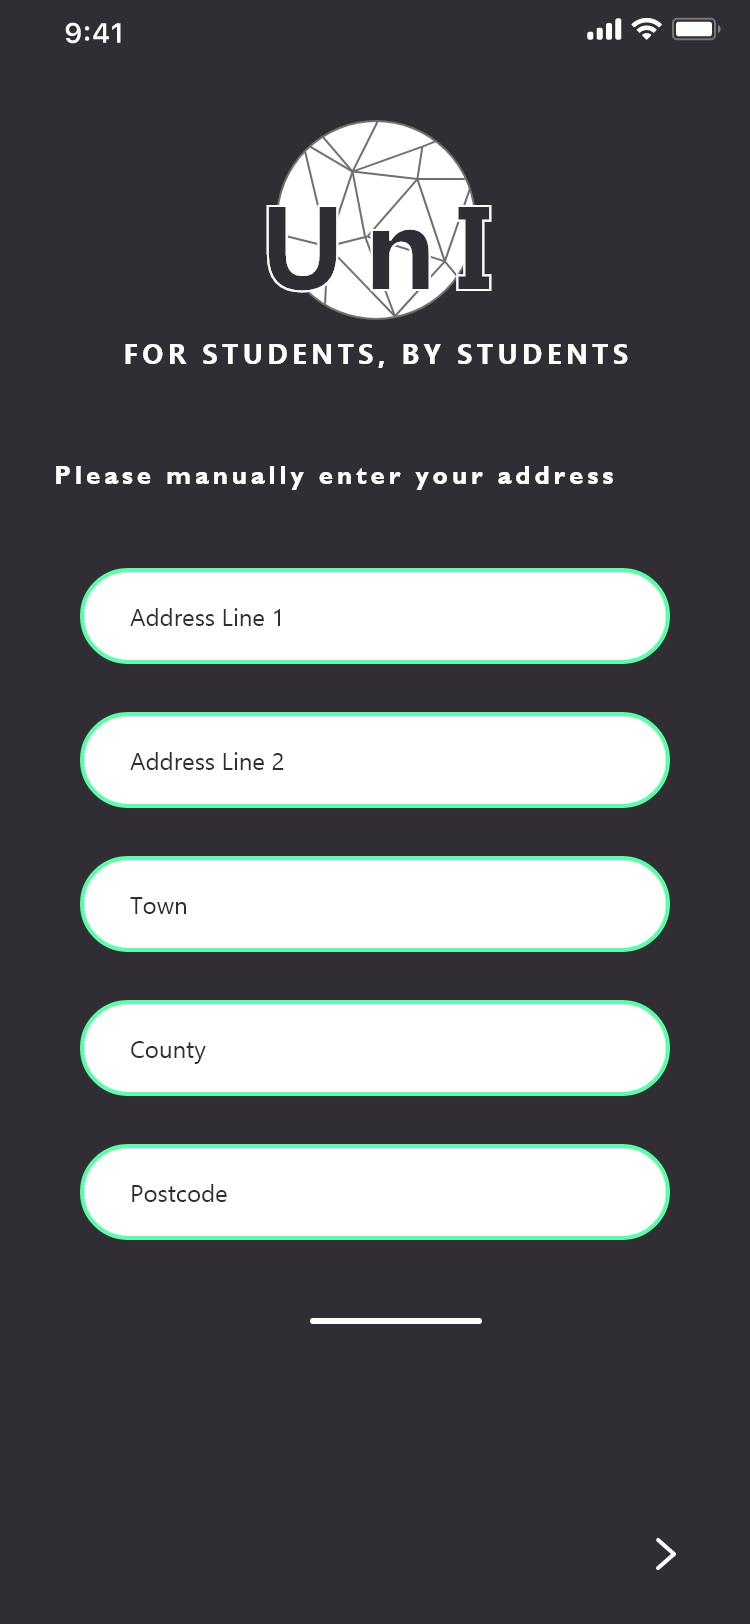 9:41
UnI
FOR STUDENTS, BY STUDENTS
Please manually enter your address
Address Line 1
Address Line 2
Town
County
Postcode